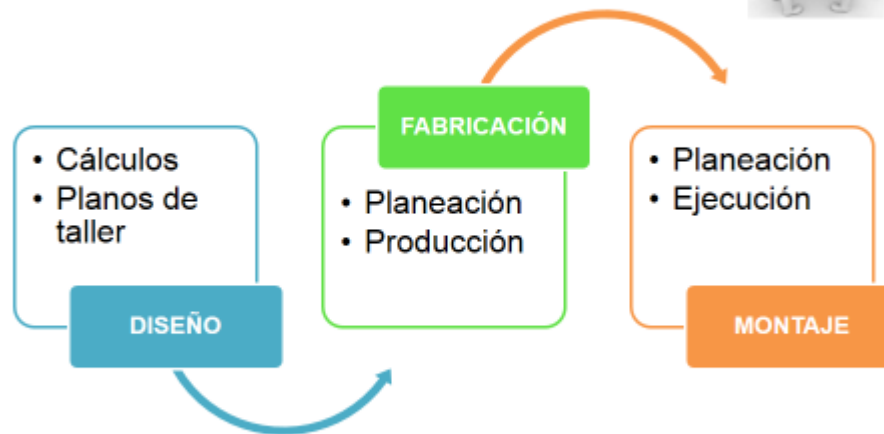 • Cálculos
• Planos de
taller
DISEÑO
FABRICACIÓN
• Planeación
• Producción
• Planeación
• Ejecución
MONTAJE